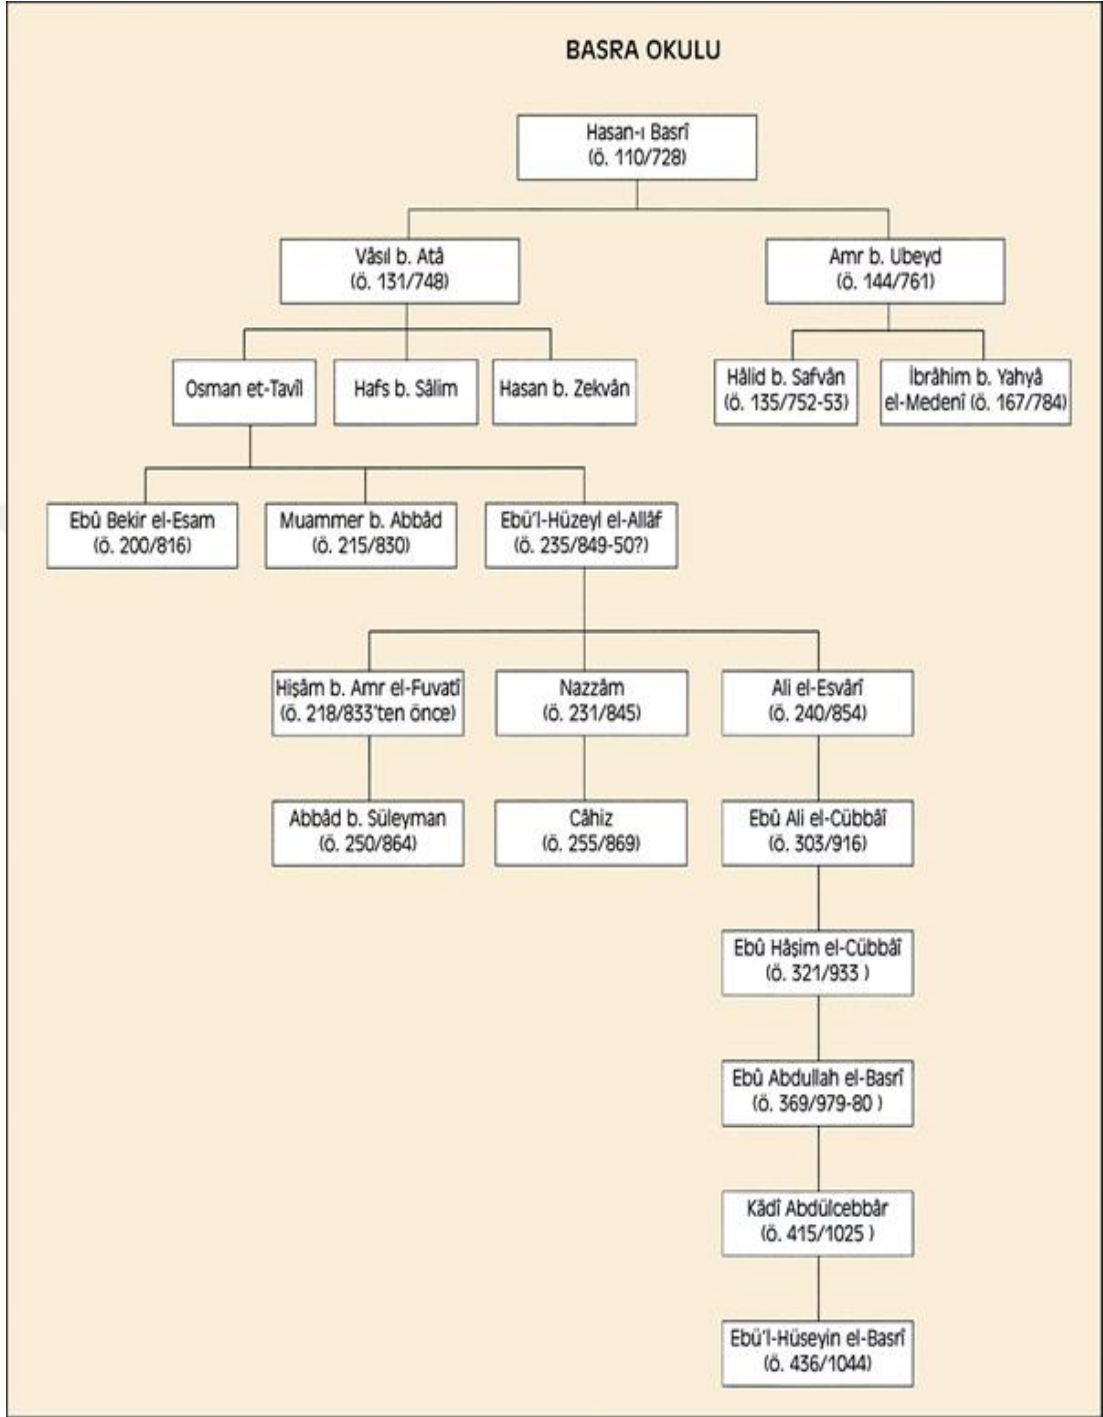 BASRA OKULU
Hasan-ı Basrî
(ö. 110/728)
Vâsıl b. Atâ
(ö. 131/748)
Amr b. Ubeyd
(ö. 144/761)
Osman et-Tavîl
Hafs b. Sâlim
Hasan b. Zekvân
Hâlid b. Safvân
(ö. 135/752-53)
İbrâhim b. Yahyâ
el-Medenî (ö. 167/784)
Ebû Bekir el-Esam
(ö. 200/816)
Muammer b. Abbâd
(ö. 215/830)
Ebü'l-Hüzeyl el-Allâf
(ö. 235/849-50?)
Hişâm b. Amr el-Fuvatî
(ö. 218/833'ten önce)
Nazzâm
(ö. 231/845)
Ali el-Esvârî
(ö. 240/854)
Abbâd b. Süleyman
(ö. 250/864)
Câhiz
(ö. 255/869)
Ebû Ali el-Cübbâî
(ö. 303/916)
Ebû Hâşim el-Cübbâî
(ö. 321/933 )
Ebû Abdullah el-Basrî
(ö. 369/979-80 )
Kādî Abdülcebbâr
(ö. 415/1025 )
Ebü'l-Hüseyin el-Basrî
(ö. 436/1044)